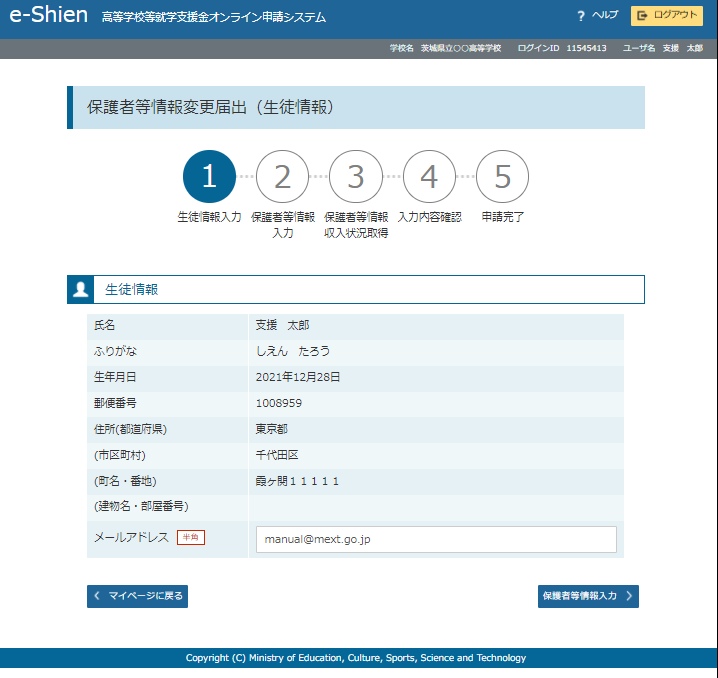 e-Shien 高等学校等就学支援金オンライン申請システム ? ヘルプ ログアウト
学校名 茨城県立○○高等学校 ログインID 11545413 ユーザ名 支援 太郎
保護者等情報変更届出（生徒情報）
1 2 3 4 5
生徒情報入力 保護者等情報 保護者等情報 入力内容確認 申請完了
入力 収入状況取得
生徒情報
氏名 支援 太郎
ふりがな しえん たろう
生年月日 2021年12月28日
郵便番号 1008959
住所(都道府県) 東京都
(市区町村) 千代田区
(町名・番地) 霞ヶ関１１１１１
(建物名・部屋番号)
メールアドレス 半角 manual@mext.go.jp
マイページに戻る 保護者等情報入力
Copyright (C) Ministry of Education, Culture, Sports, Science and Technology